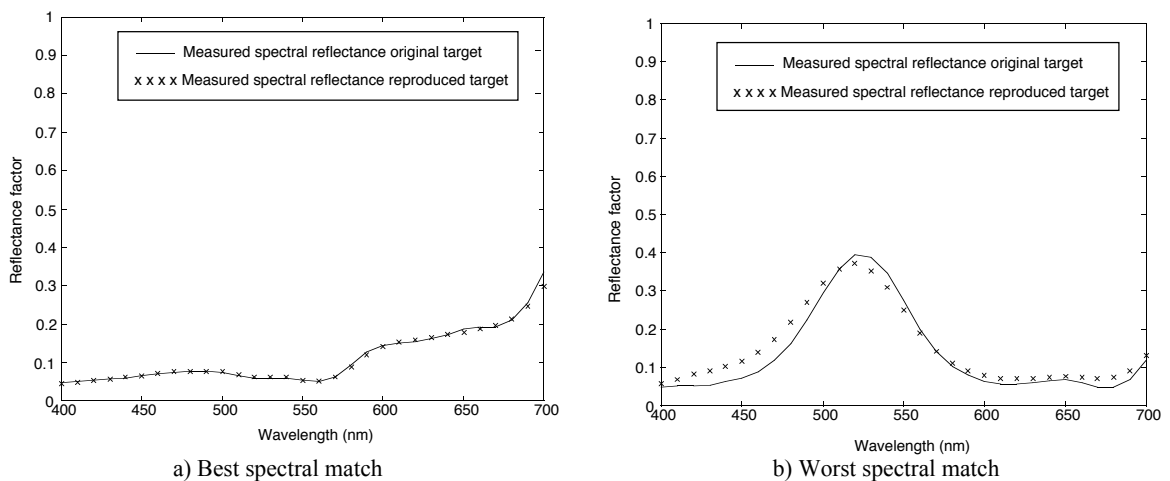 1
0.9
0.8
0.7
0.6
0.5
0.4
0.3
0.2
0.1
0
400 450 500 550 600 650 700
Reflectance factor
Wavelength (nm)
Measured spectral reflectance original target
x x x x Measured spectral reflectance reproduced target
a) Best spectral match
1
0.9
0.8
0.7
0.6
0.5
0.4
0.3
0.2
0.1
0
400 450 500 550 600 650 700
Reflectance factor
Wavelength (nm)
Measured spectral reflectance original target
x x x x Measured spectral reflectance reproduced target
b) Worst spectral match